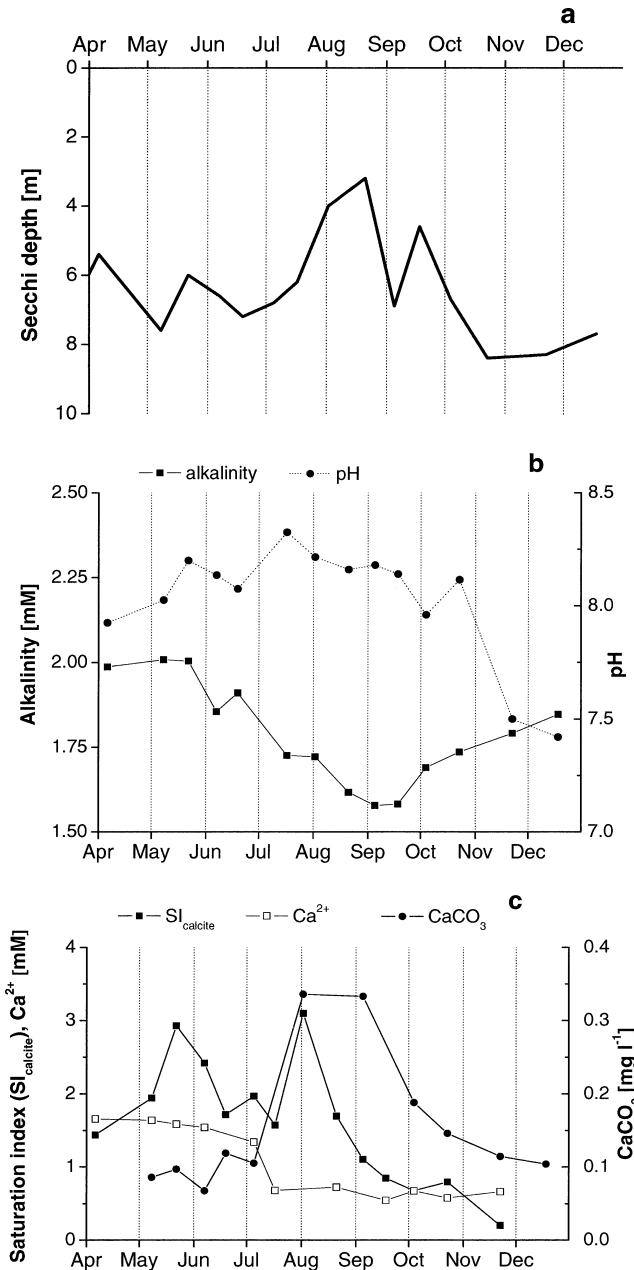 a
Apr May Jun Jul Aug Sep Oct Nov Dec
0
2
4
6
8
10
Secchi depth [m]
b
alkalinity pH
2.50
2.25
2.00
1.75
1.50
Alkalinity [mM]
8.5
8.0
7.5
7.0
pH
Apr May Jun Jul Aug Sep Oct Nov Dec
c
SIcalcite Ca2+ CaCO3
4
3
2
1
0
Saturation index (SIcalcite), Ca2+ [mM]
0.4
0.3
0.2
0.1
0.0
CaCO3 [mg l-1]
Apr May Jun Jul Aug Sep Oct Nov Dec